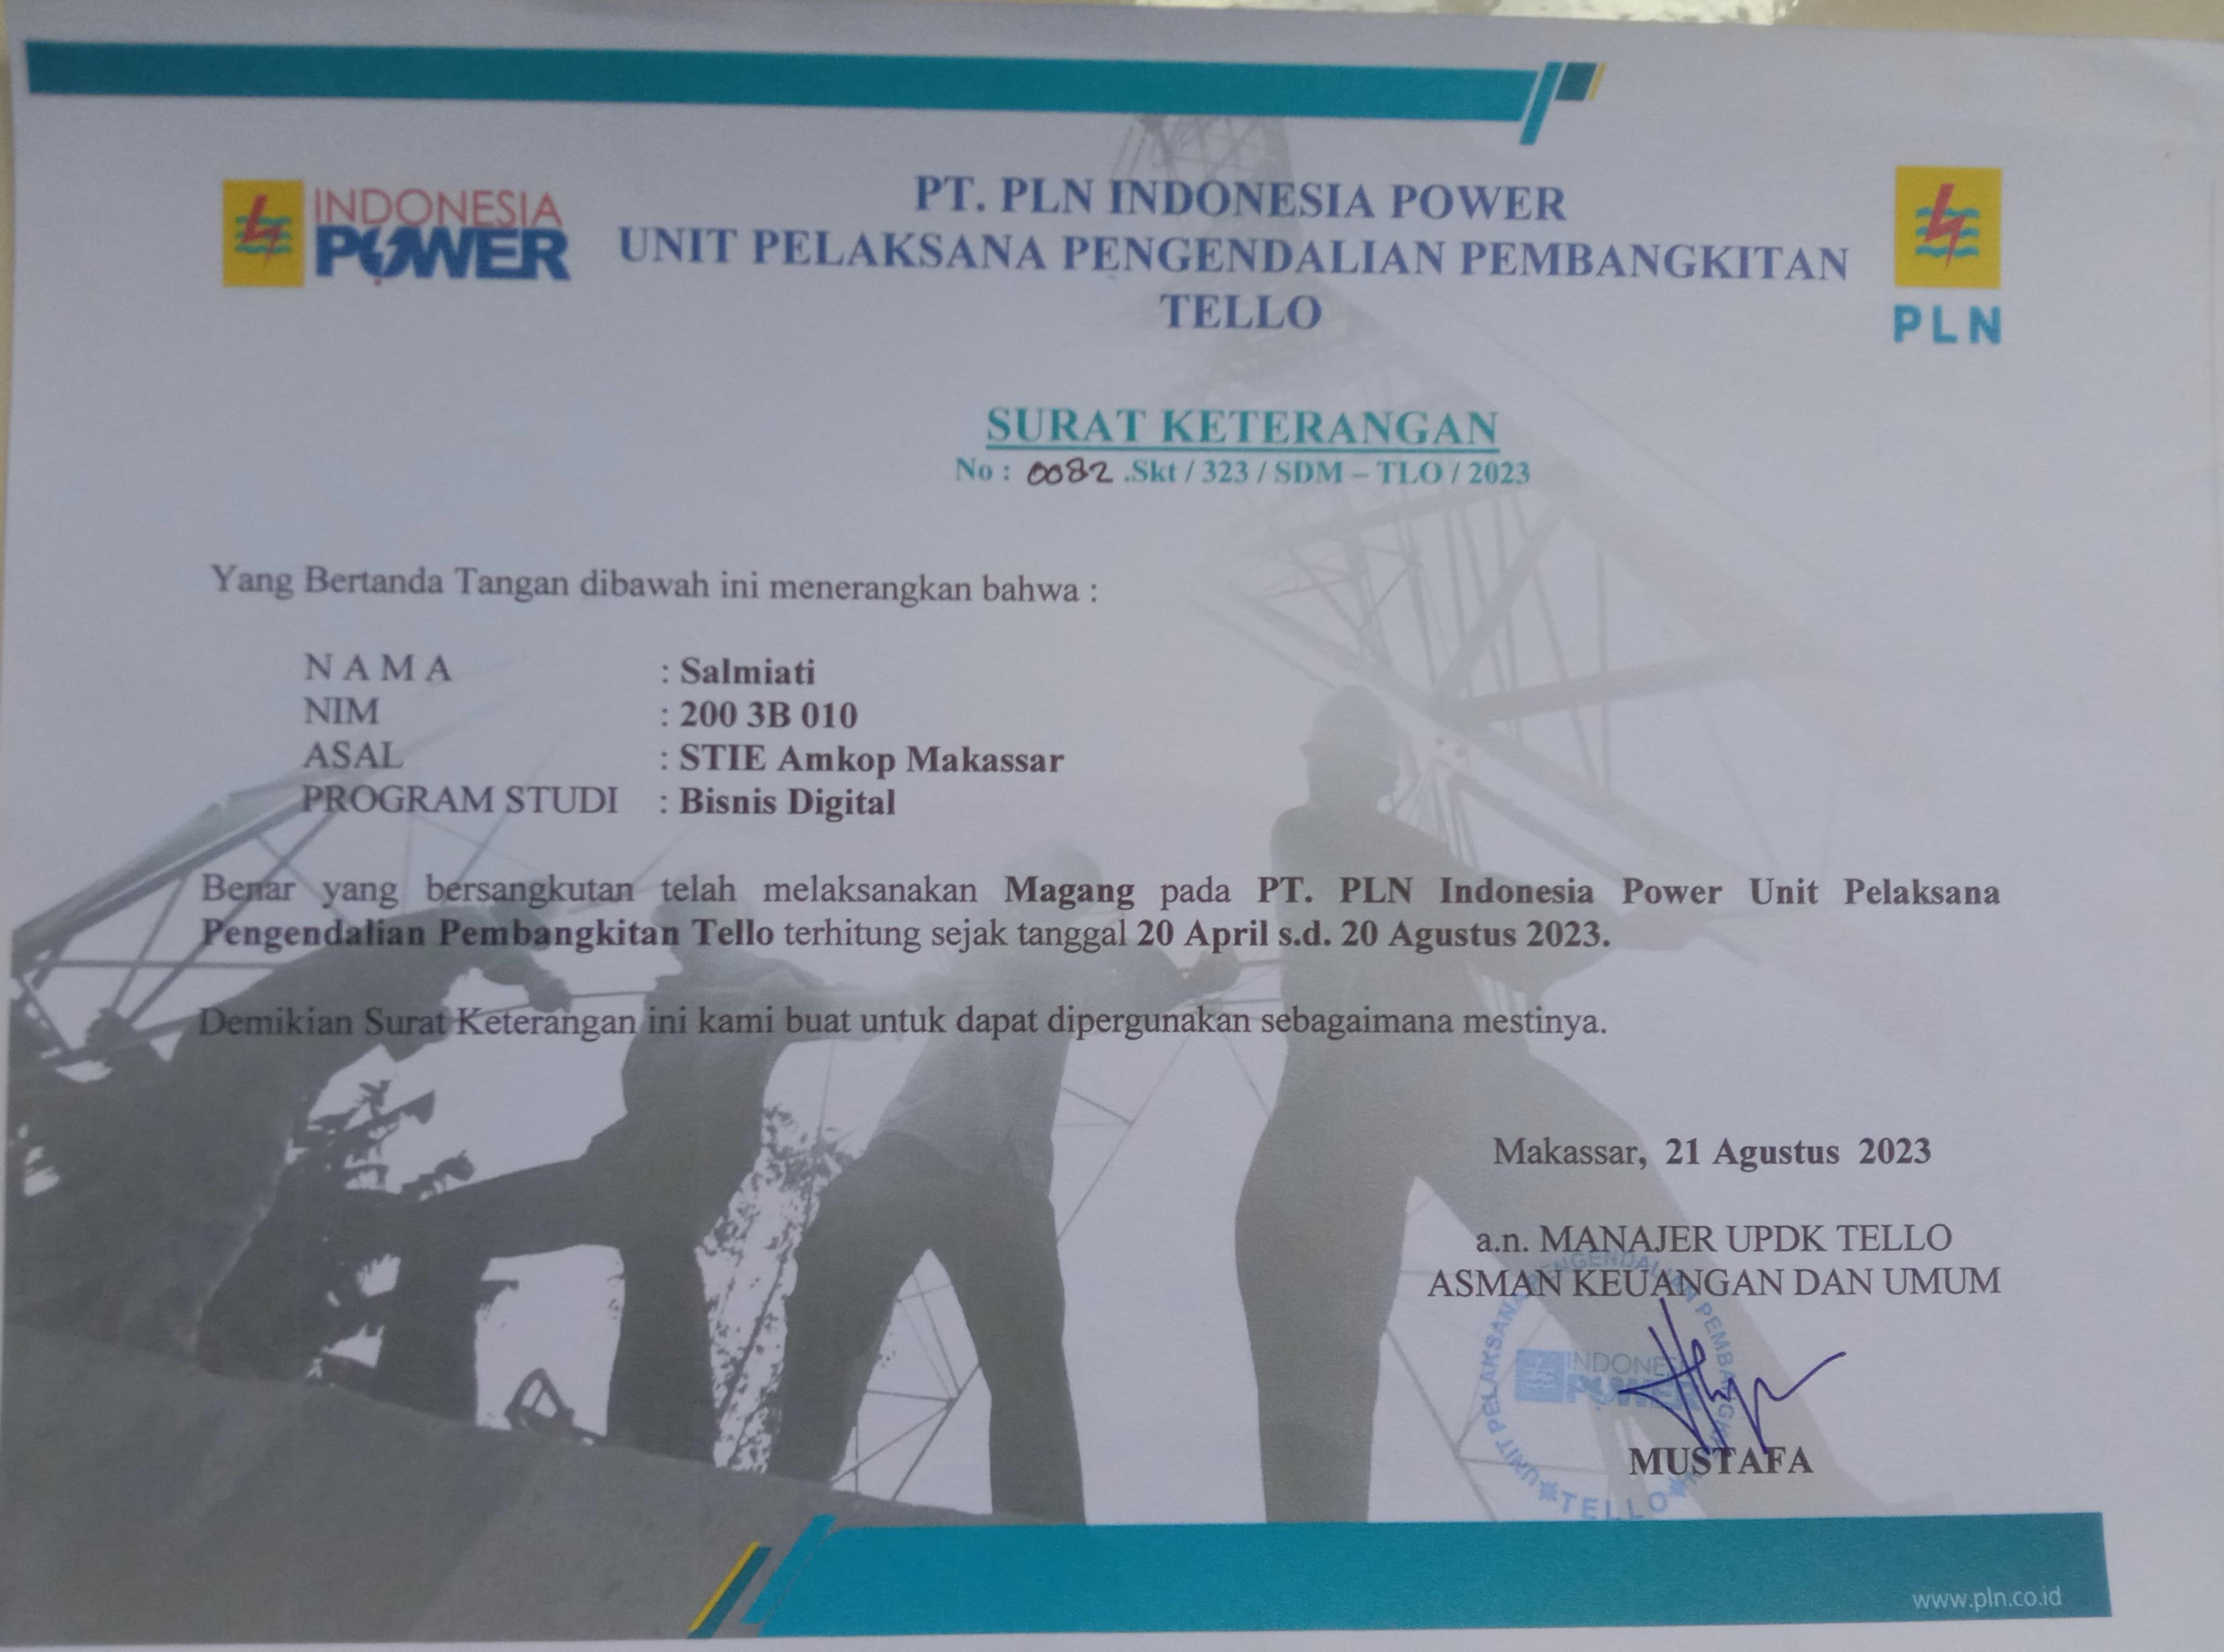 INDONESIA
POWER
PT. PLN INDONESIA POWER
UNIT PELAKSANA PENGENDALIAN PEMBANGKITAN
TELLO
PLN
SURAT KETERANGAN
No : 0082 .Skt / 323 / SDM – TLO / 2023
Yang Bertanda Tangan dibawah ini menerangkan bahwa :
N A M A : Salmiati
NIM : 200 3B 010
ASAL : STIE Amkop Makassar
PROGRAM STUDI : Bisnis Digital
Benar yang bersangkutan telah melaksanakan Magang pada PT. PLN Indonesia Power Unit Pelaksana
Pengendalian Pembangkitan Tello terhitung sejak tanggal 20 April s.d. 20 Agustus 2023.
Demikian Surat Keterangan ini kami buat untuk dapat dipergunakan sebagaimana mestinya.
Makassar, 21 Agustus 2023
a.n. MANAJER UPDK TELLO
ASMAN KEUANGAN DAN UMUM
UNIT PELAKSANA PENGENDALIAN
TELLO
MUSTAFA
www.pln.co.id